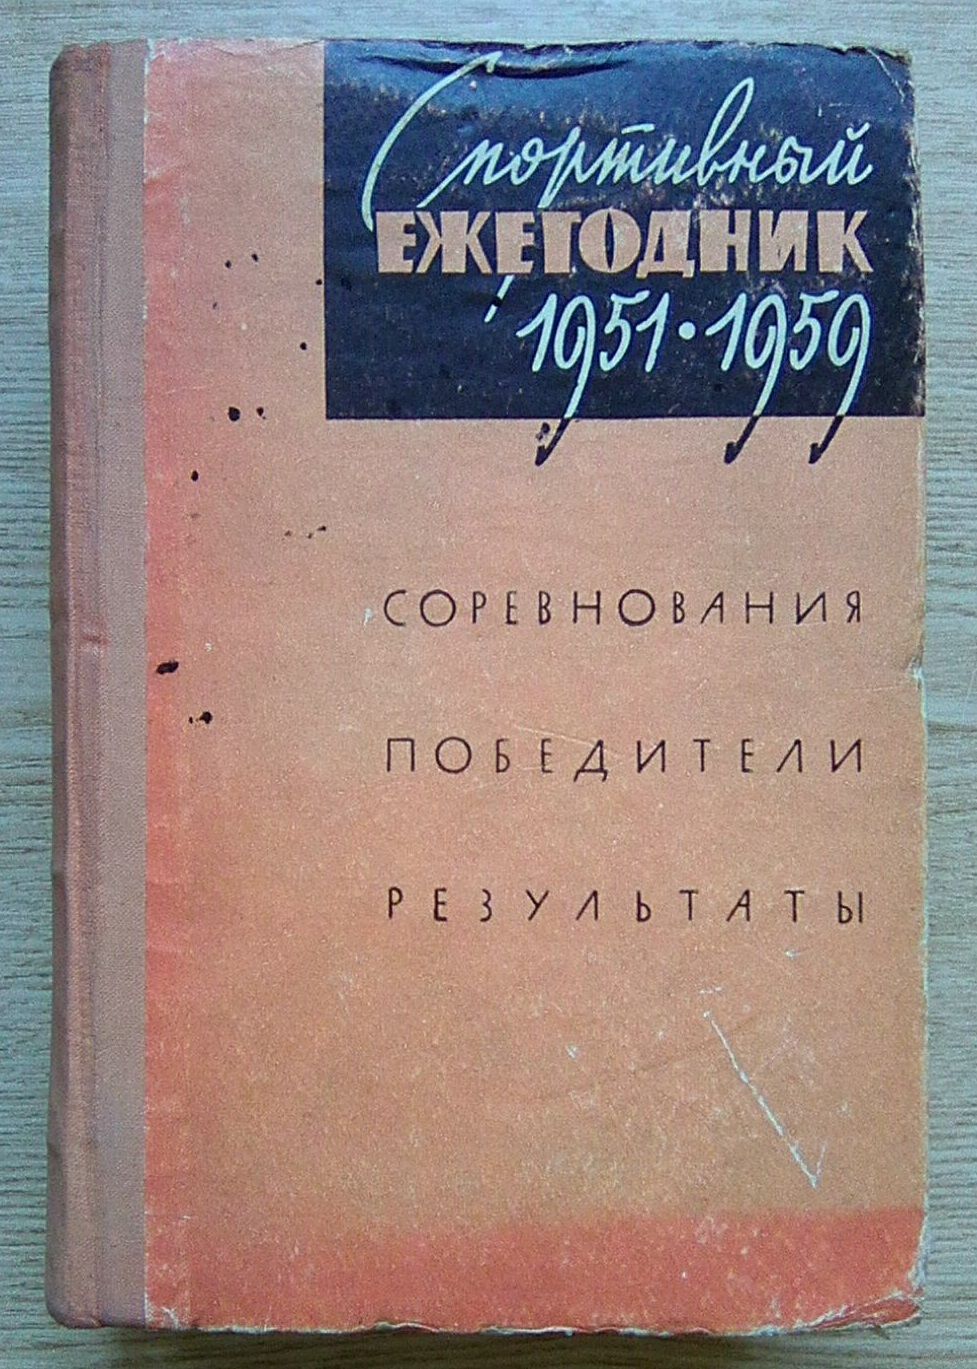 Спортивный
ЕЖЕГОДНИК
1951 · 1959
СОРЕВНОВАНИЯ
ПОБЕДИТЕЛИ
РЕЗУЛЬТАТЫ